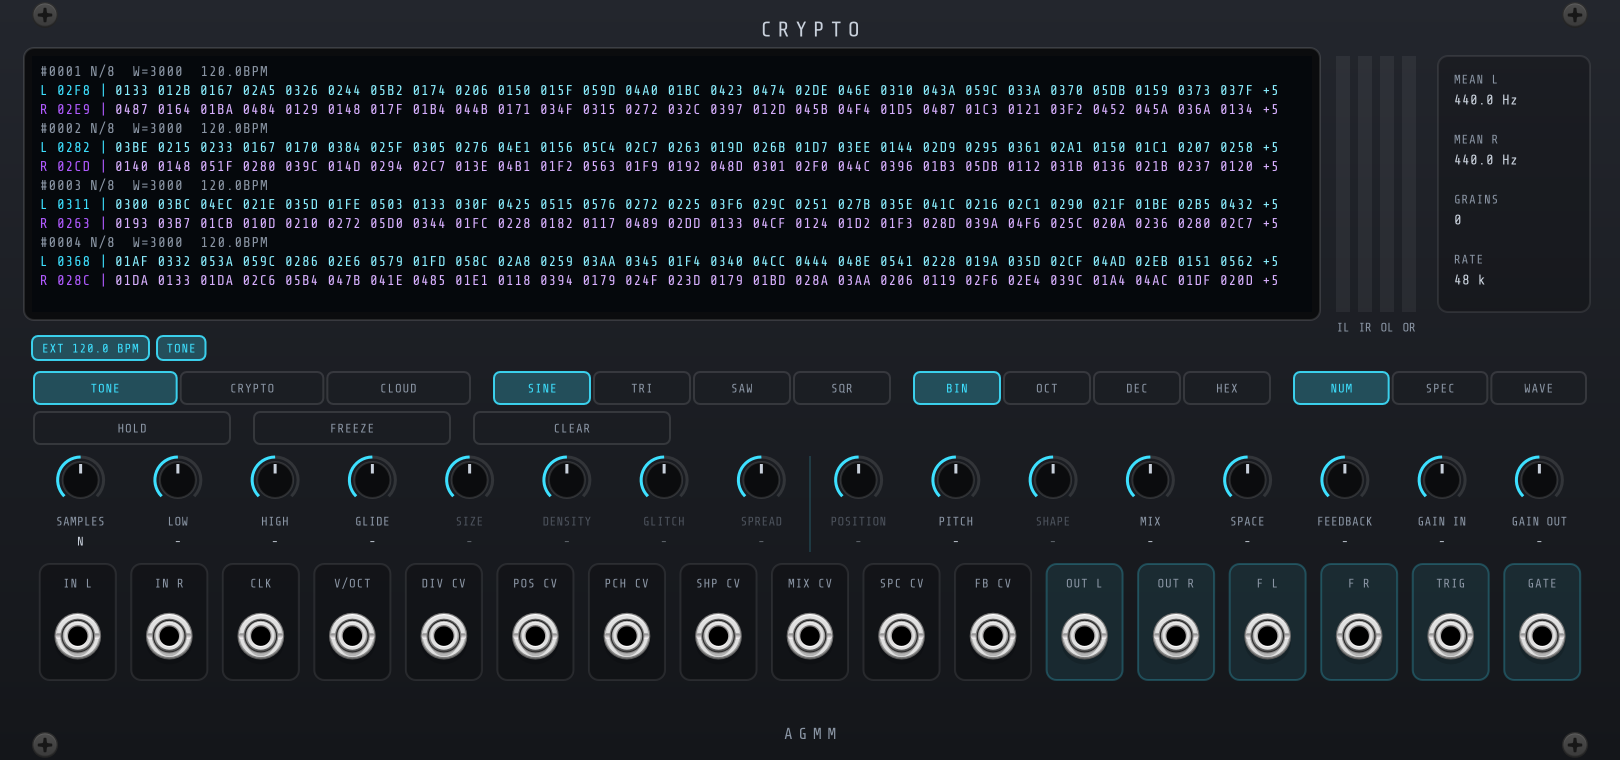 CRYPTO
#0001 N/8 W=3000 120.0BPM
L 02F8 | 0133 012B 0167 02A5 0326 0244 05B2 0174 0206 0150 015F 059D 04A0 01BC 0423 0474 02DE 046E 0310 043A 059C 033A 0370 05DB 0159 0373 037F +5
R 02E9 | 0487 0164 01BA 0484 0129 0148 017F 01B4 044B 0171 034F 0315 0272 032C 0397 012D 045B 04F4 01D5 0487 01C3 0121 03F2 0452 045A 036A 0134 +5
#0002 N/8 W=3000 120.0BPM
L 0282 | 03BE 0215 0233 0167 0170 0384 025F 0305 0276 04E1 0156 05C4 02C7 0263 019D 026B 01D7 03EE 0144 02D9 0295 0361 02A1 0150 01C1 0207 0258 +5
R 02CD | 0140 0148 051F 0280 039C 014D 0294 02C7 013E 04B1 01F2 0563 01F9 0192 048D 0301 02F0 044C 0396 01B3 05DB 0112 031B 0136 021B 0237 0120 +5
#0003 N/8 W=3000 120.0BPM
L 0311 | 0300 03BC 04EC 021E 035D 01FE 0503 0133 030F 0425 0515 0576 0272 0225 03F6 029C 0251 027B 035E 041C 0216 02C1 0290 021F 01BE 02B5 0432 +5
R 0263 | 0193 03B7 01CB 010D 0210 0272 05D0 0344 01FC 0228 0182 0117 0489 02DD 0133 04CF 0124 01D2 01F3 028D 039A 04F6 025C 020A 0236 0280 02C7 +5
#0004 N/8 W=3000 120.0BPM
L 0368 | 01AF 0332 053A 059C 0286 02E6 0579 01FD 058C 02A8 0259 03AA 0345 01F4 0340 04CC 0444 048E 0541 0228 019A 035D 02CF 04AD 02EB 0151 0562 +5
R 028C | 01DA 0133 01DA 02C6 05B4 047B 041E 0485 01E1 0118 0394 0179 024F 023D 0179 01BD 028A 03AA 0206 0119 02F6 02E4 039C 01A4 04AC 01DF 020D +5
MEAN L
440.0 Hz
MEAN R
440.0 Hz
GRAINS
0
RATE
48 k
IL IR OL OR
EXT 120.0 BPM TONE
TONE CRYPTO CLOUD SINE TRI SAW SQR BIN OCT DEC HEX NUM SPEC WAVE
HOLD FREEZE CLEAR
SAMPLES LOW HIGH GLIDE SIZE DENSITY GLITCH SPREAD POSITION PITCH SHAPE MIX SPACE FEEDBACK GAIN IN GAIN OUT
N - - - - - - - - - - - - - - -
IN L IN R CLK V/OCT DIV CV POS CV PCH CV SHP CV MIX CV SPC CV FB CV OUT L OUT R F L F R TRIG GATE
AGMM